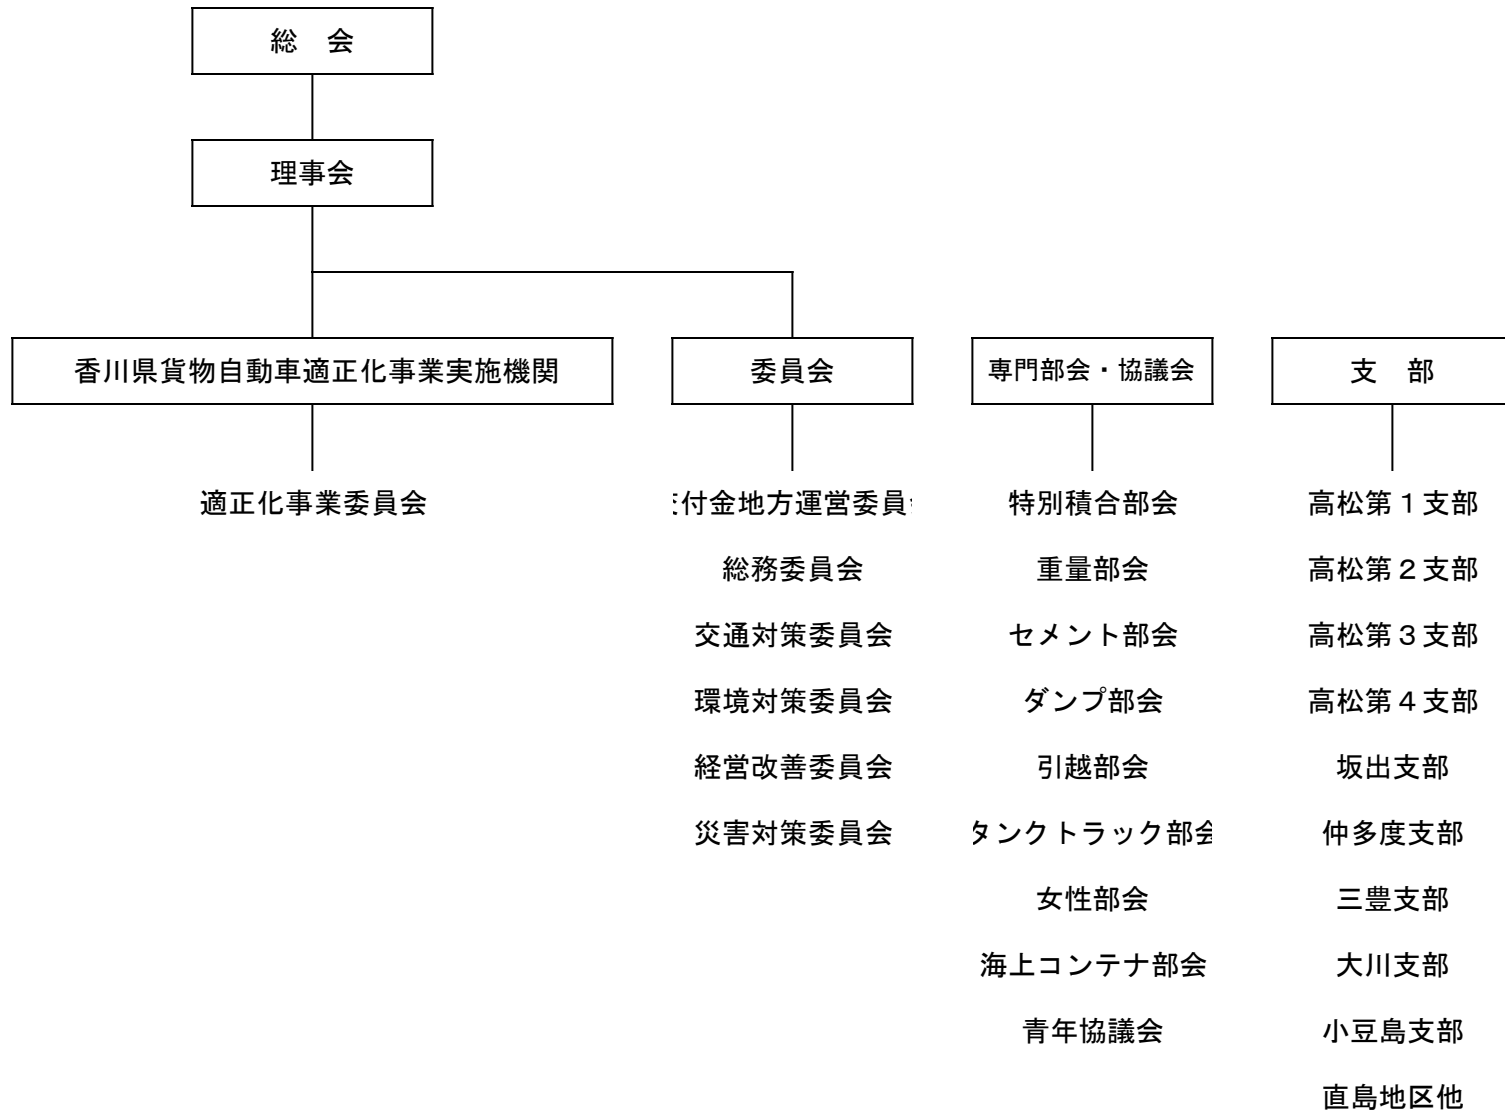 総　会
理事会
香川県貨物自動車適正化事業実施機関
委員会
専門部会・協議会
支　部
適正化事業委員会
付金地方運営委員
特別積合部会
高松第１支部
総務委員会
重量部会
高松第２支部
交通対策委員会
セメント部会
高松第３支部
環境対策委員会
ダンプ部会
高松第４支部
経営改善委員会
引越部会
坂出支部
災害対策委員会
タンクトラック部会
仲多度支部
女性部会
三豊支部
海上コンテナ部会
大川支部
青年協議会
小豆島支部
直島地区他